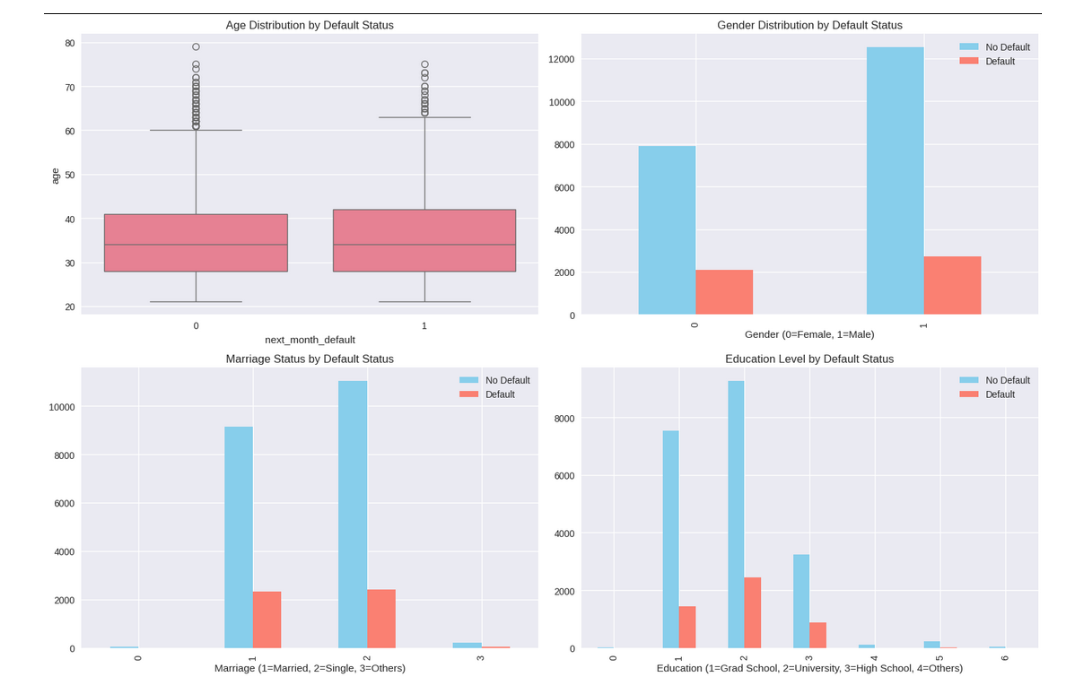 Age Distribution by Default Status
80
70
60
50
40
30
20
age
0
1
next_month_default
Gender Distribution by Default Status
No Default
Default
12000
10000
8000
6000
4000
2000
0
0
1
Gender (0=Female, 1=Male)
Marriage Status by Default Status
No Default
Default
10000
8000
6000
4000
2000
0
0
1
2
3
Marriage (1=Married, 2=Single, 3=Others)
Education Level by Default Status
No Default
Default
8000
6000
4000
2000
0
0
1
2
3
4
5
6
Education (1=Grad School, 2=University, 3=High School, 4=Others)